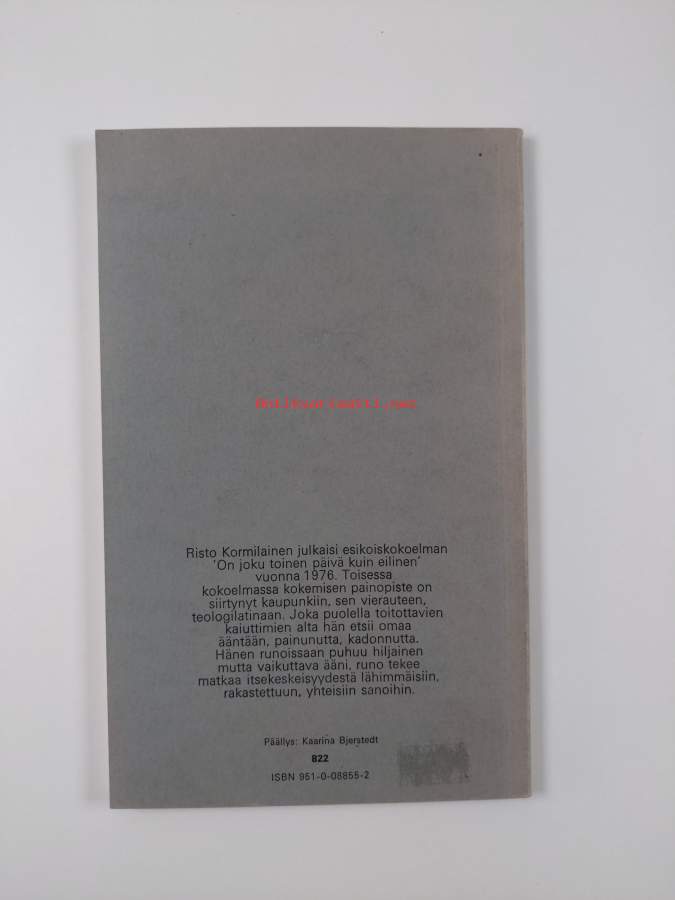 antikvariaatti.net
Risto Kormilainen julkaisi esikoiskokoelman
'On joku toinen päivä kuin eilinen'
vuonna 1976. Toisessa
kokoelmassa kokemisen painopiste on
siirtynyt kaupunkiin, sen vierauteen,
teologilatinaan. Joka puolella toitottavien
kaiuttimien alta hän etsii omaa
ääntään, painunutta, kadonnutta.
Hänen runoissaan puhuu hiljainen
mutta vaikuttava ääni, runo tekee
matkaa itsekeskeisyydestä lähimmäisiin,
rakastettuun, yhteisiin sanoihin.
Päällys: Kaarina Bjerstedt
822
ISBN 951-0-08855-2